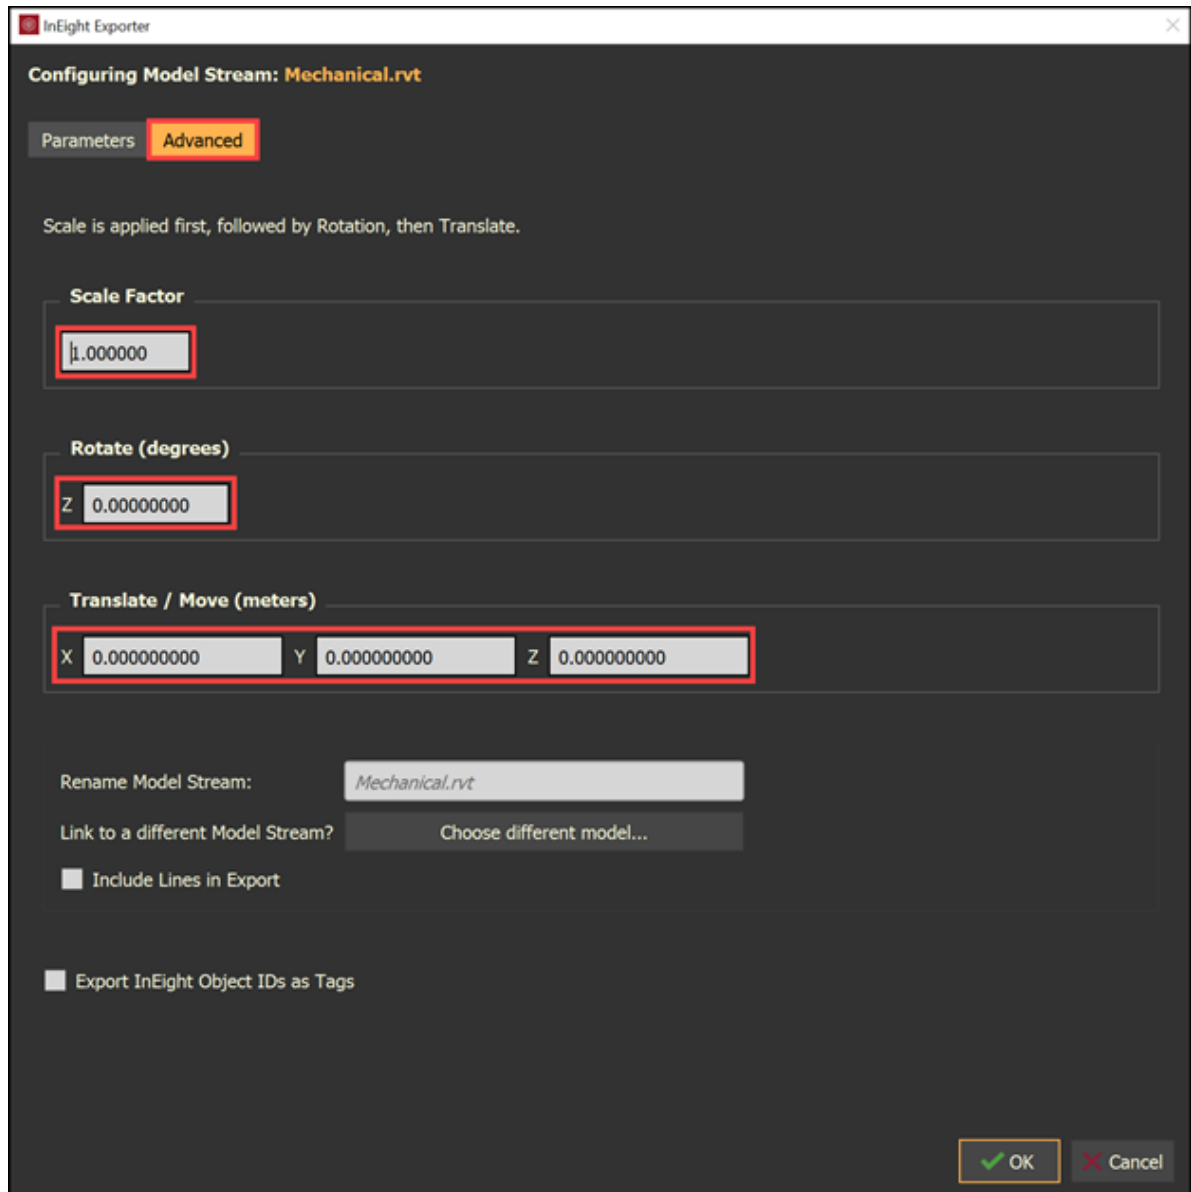 InEight Exporter
Configuring Model Stream: Mechanical.rvt
Parameters Advanced
Scale is applied first, followed by Rotation, then Translate.
Scale Factor
1.000000
Rotate (degrees)
Z 0.00000000
Translate / Move (meters)
X 0.000000000 Y 0.000000000 Z 0.000000000
Rename Model Stream: Mechanical.rvt
Link to a different Model Stream? Choose different model...
Include Lines in Export
Export InEight Object IDs as Tags
OK Cancel